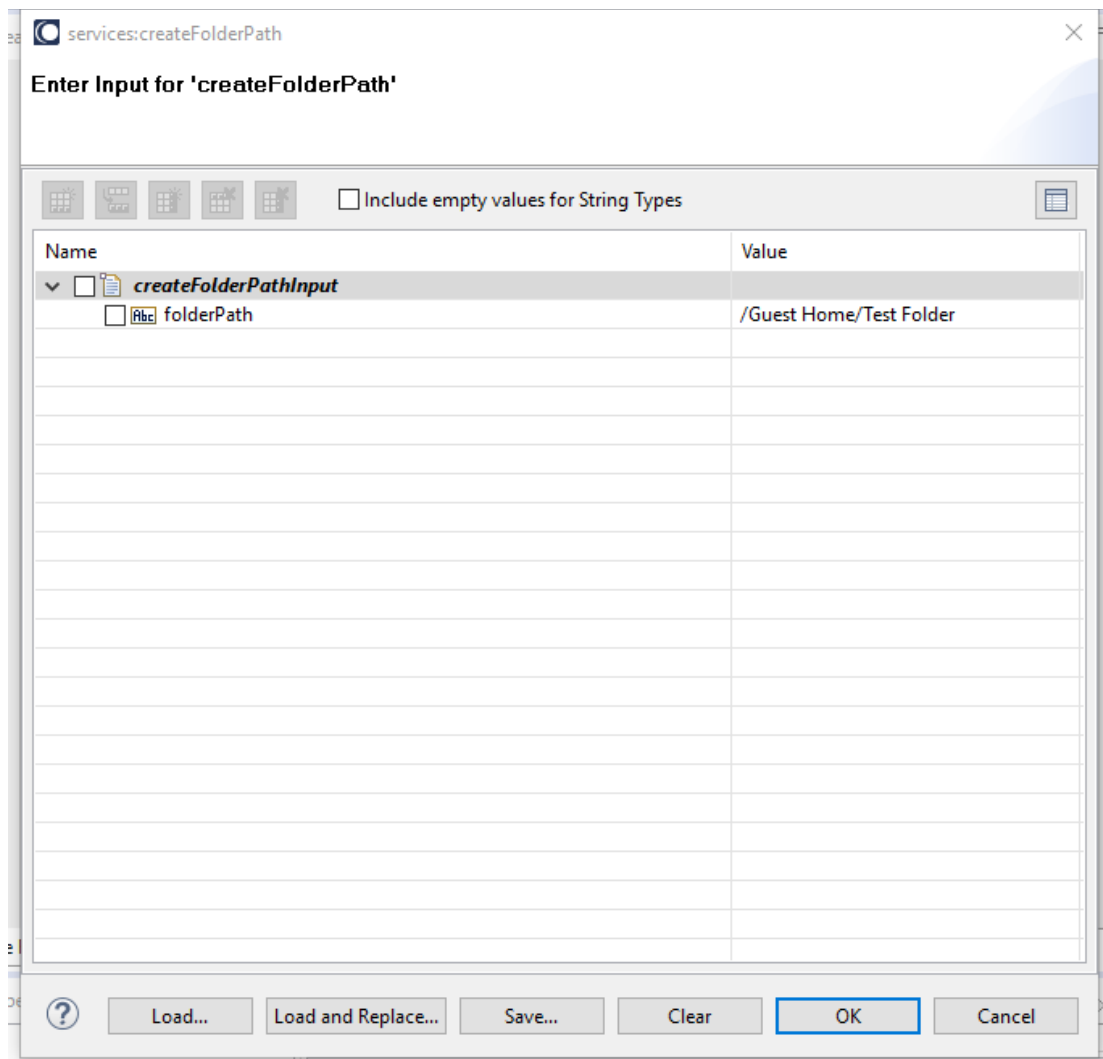 services:createFolderPath
Enter Input for 'createFolderPath'
Include empty values for String Types
Name Value
createFolderPathInput
Abc folderPath /Guest Home/Test Folder
Load... Load and Replace... Save... Clear OK Cancel